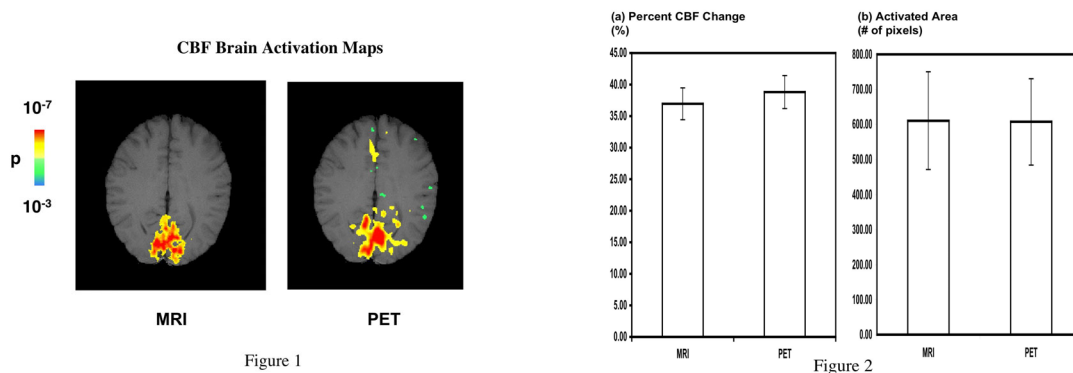 CBF Brain Activation Maps
10-7
p
10-3
MRI
PET
Figure 1
(a) Percent CBF Change
(%)
45.00
40.00
35.00
30.00
25.00
20.00
15.00
10.00
5.00
0.00
MRI
PET
(b) Activated Area
(# of pixels)
800.00
700.00
600.00
500.00
400.00
300.00
200.00
100.00
0.00
MRI
PET
Figure 2